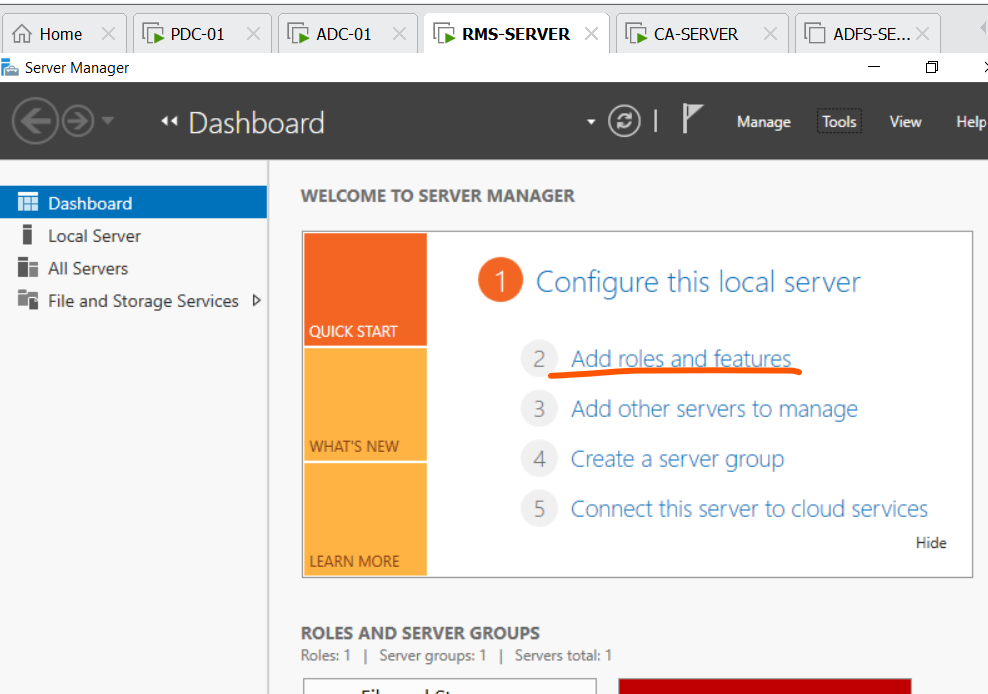 Home PDC-01 ADC-01 RMS-SERVER CA-SERVER ADFS-SE...
Server Manager
Dashboard Manage Tools View Help
Dashboard
Local Server
All Servers
File and Storage Services
WELCOME TO SERVER MANAGER
QUICK START
WHAT'S NEW
LEARN MORE
1 Configure this local server
2 Add roles and features
3 Add other servers to manage
4 Create a server group
5 Connect this server to cloud services
Hide
ROLES AND SERVER GROUPS
Roles: 1 | Server groups: 1 | Servers total: 1